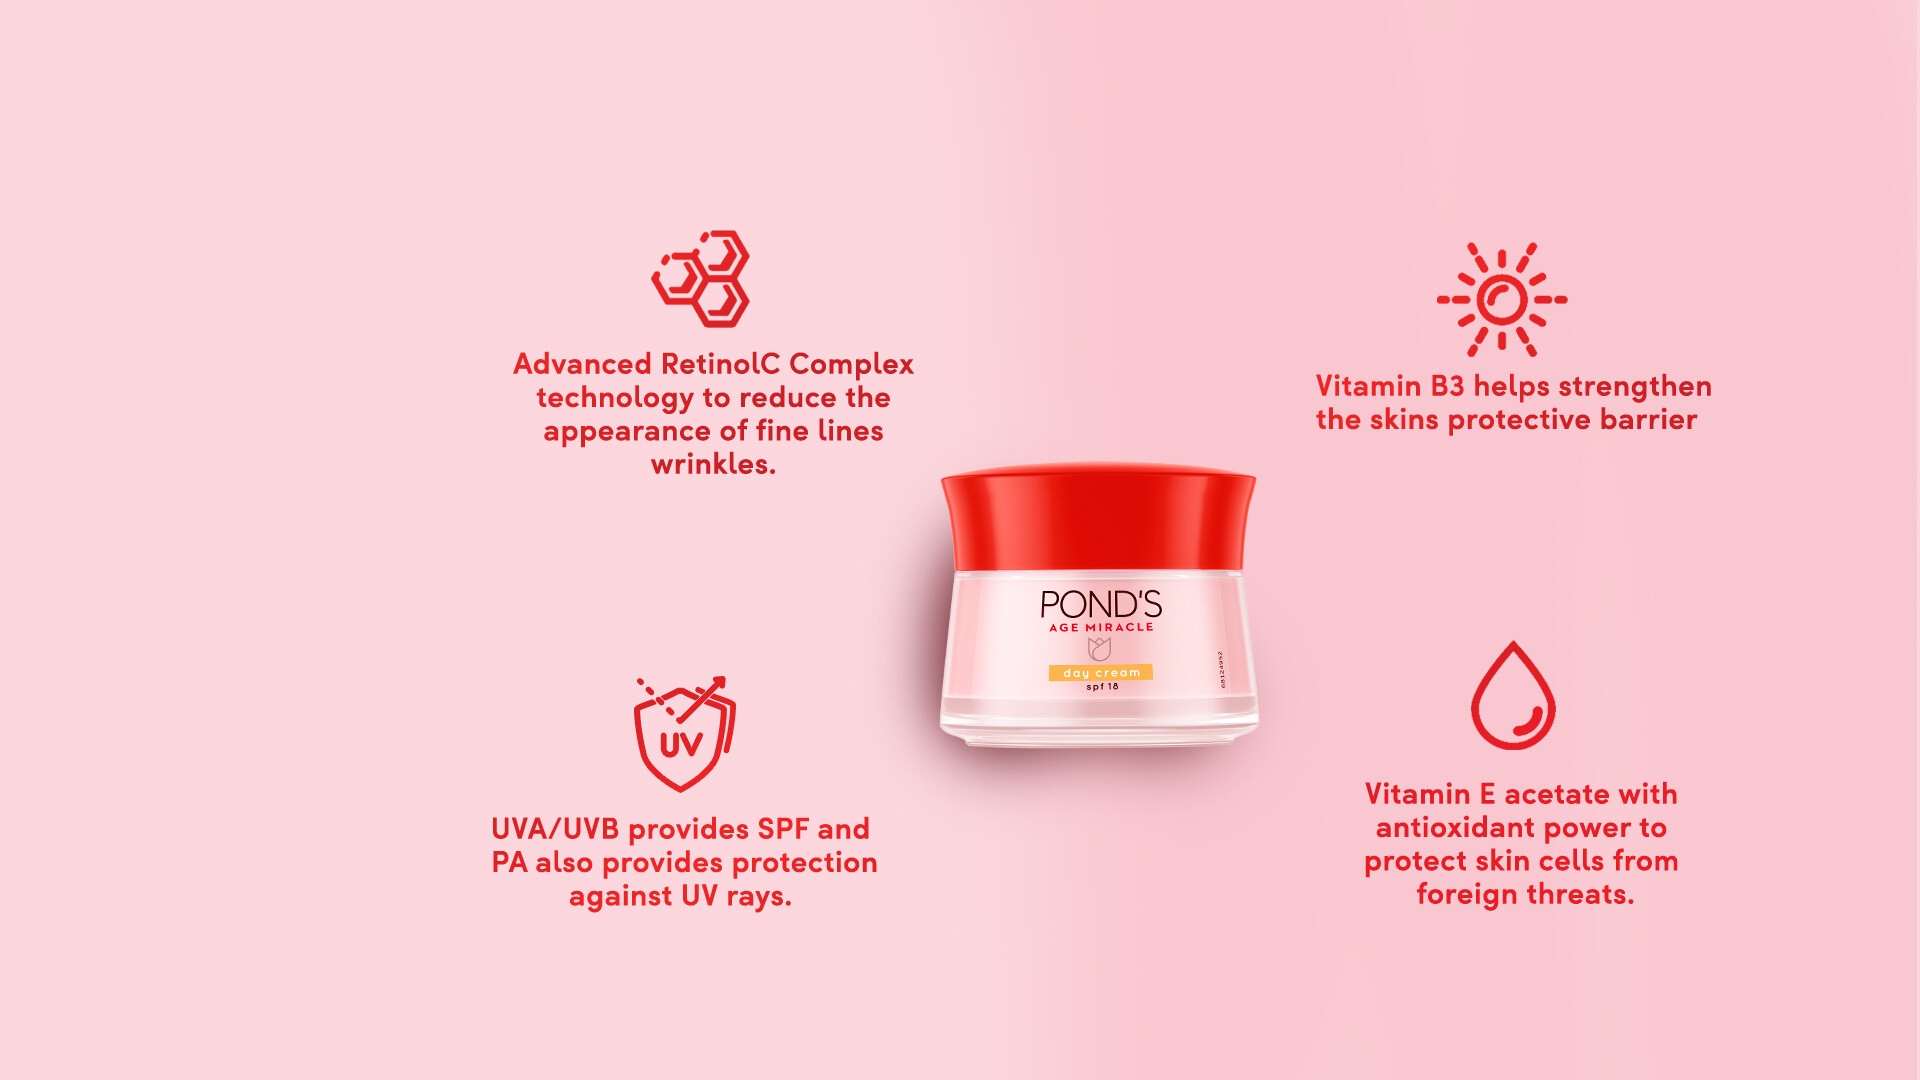 Advanced RetinolC Complex
technology to reduce the
appearance of fine lines
wrinkles.
Vitamin B3 helps strengthen
the skins protective barrier
POND'S
AGE MIRACLE
day cream
spf 18
68124952
UV
UVA/UVB provides SPF and
PA also provides protection
against UV rays.
Vitamin E acetate with
antioxidant power to
protect skin cells from
foreign threats.